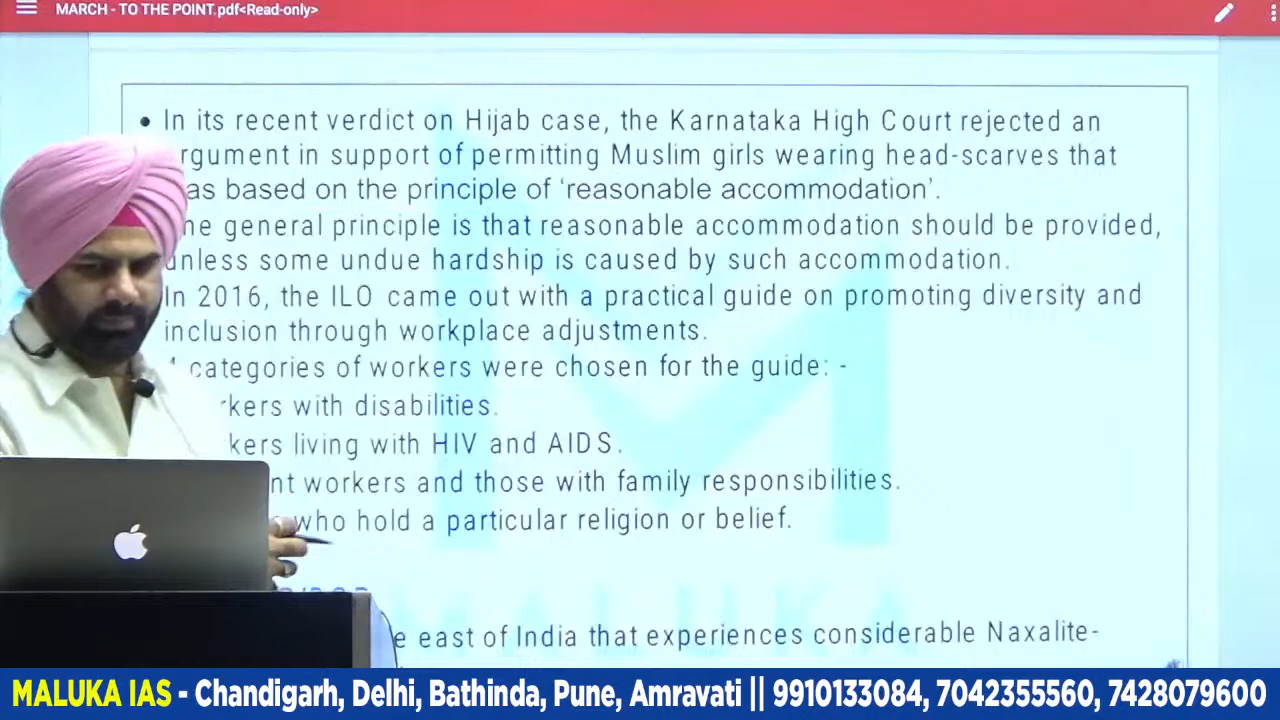 MARCH - TO THE POINT.pdf<Read-only>
• In its recent verdict on Hijab case, the Karnataka High Court rejected an
rgument in support of permitting Muslim girls wearing head-scarves that
as based on the principle of ‘reasonable accommodation’.
ne general principle is that reasonable accommodation should be provided,
unless some undue hardship is caused by such accommodation.
In 2016, the ILO came out with a practical guide on promoting diversity and
inclusion through workplace adjustments.
4 categories of workers were chosen for the guide: -
rkers with disabilities.
kers living with HIV and AIDS.
nt workers and those with family responsibilities.
who hold a particular religion or belief.
e east of India that experiences considerable Naxalite-
MALUKA
MALUKA IAS - Chandigarh, Delhi, Bathinda, Pune, Amravati || 9910133084, 7042355560, 7428079600